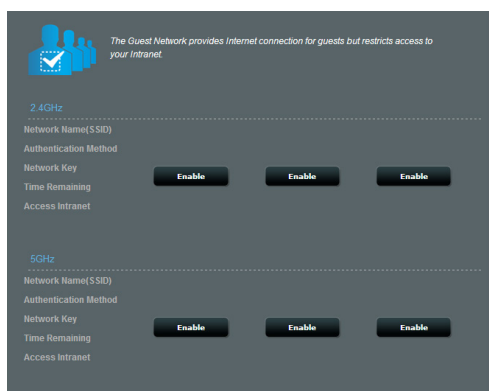 The Guest Network provides Internet connection for guests but restricts access to
your Intranet.
2.4GHz
Network Name(SSID)
Authentication Method
Network Key
Enable Enable Enable
Time Remaining
Access Intranet
5GHz
Network Name(SSID)
Authentication Method
Network Key
Enable Enable Enable
Time Remaining
Access Intranet